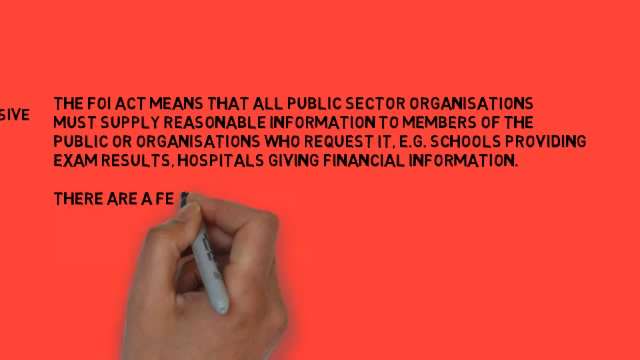 SIVE
THE FOI ACT MEANS THAT ALL PUBLIC SECTOR ORGANISATIONS
MUST SUPPLY REASONABLE INFORMATION TO MEMBERS OF THE
PUBLIC OR ORGANISATIONS WHO REQUEST IT, E.G. SCHOOLS PROVIDING
EXAM RESULTS, HOSPITALS GIVING FINANCIAL INFORMATION.
THERE ARE A FE